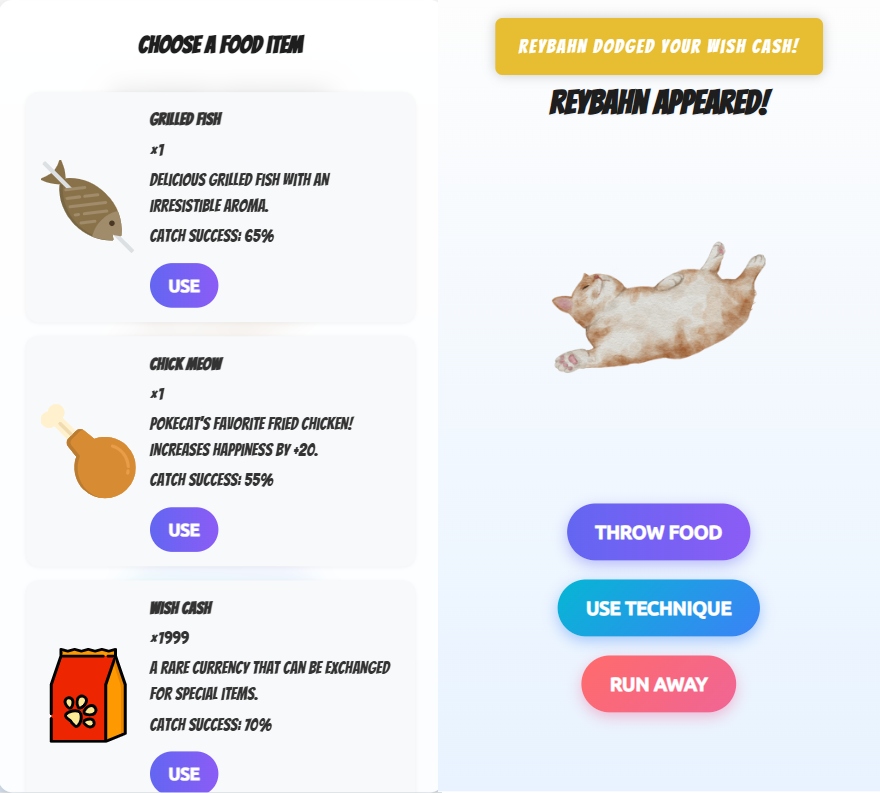 CHOOSE A FOOD ITEM
GRILLED FISH
x1
DELICIOUS GRILLED FISH WITH AN
IRRESISTIBLE AROMA.
CATCH SUCCESS: 65%
USE
CHICK MEOW
x1
POKECAT'S FAVORITE FRIED CHICKEN!
INCREASES HAPPINESS BY +20.
CATCH SUCCESS: 55%
USE
WISH CASH
x1999
A RARE CURRENCY THAT CAN BE EXCHANGED
FOR SPECIAL ITEMS.
CATCH SUCCESS: 70%
USE
REYBAHN DODGED YOUR WISH CASH!
REYBAHN APPEARED!
THROW FOOD
USE TECHNIQUE
RUN AWAY